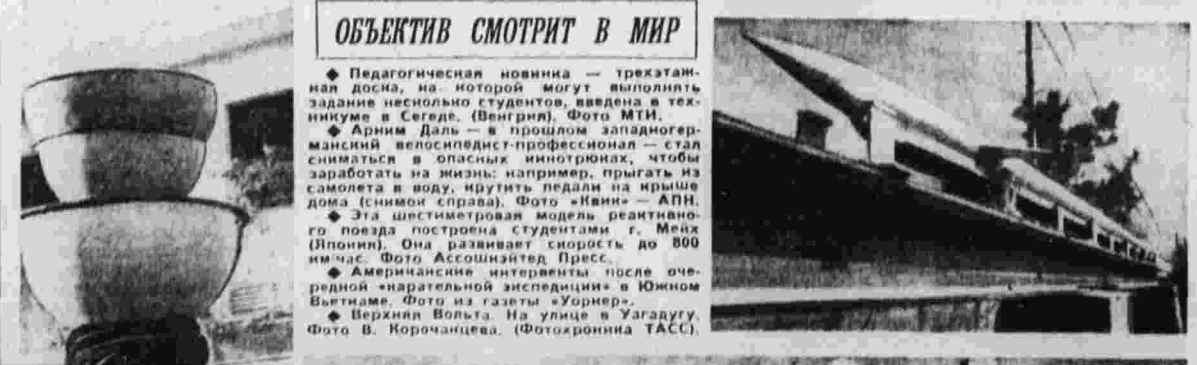 ОБЪЕКТИВ СМОТРИТ В МИР
◆ Педагогическая новинка — трехэтаж-
ная доска, на которой могут выполнять
задание несколько студентов, введена в тех-
никуме в Сегеде. (Венгрия). Фото МТИ.
◆ Арним Даль — в прошлом западногер-
манский велосипедист-профессионал — стал
сниматься в опасных кинотрюках, чтобы
заработать на жизнь: например, прыгать из
самолета в воду, крутить педали на крыше
дома (снимок справа). Фото «Квик» — АПН.
◆ Эта шестиметровая модель реактивно-
го поезда построена студентами г. Мейх
(Япония). Она развивает скорость до 800
км/час. Фото Ассошиэйтед Пресс.
◆ Американские интервенты после оче-
редной «карательной экспедиции» в Южном
Вьетнаме. Фото из газеты «Уоркер».
◆ Верхняя Вольта. На улице в Уагадугу.
Фото В. Корочанцева. (Фотохроника ТАСС).